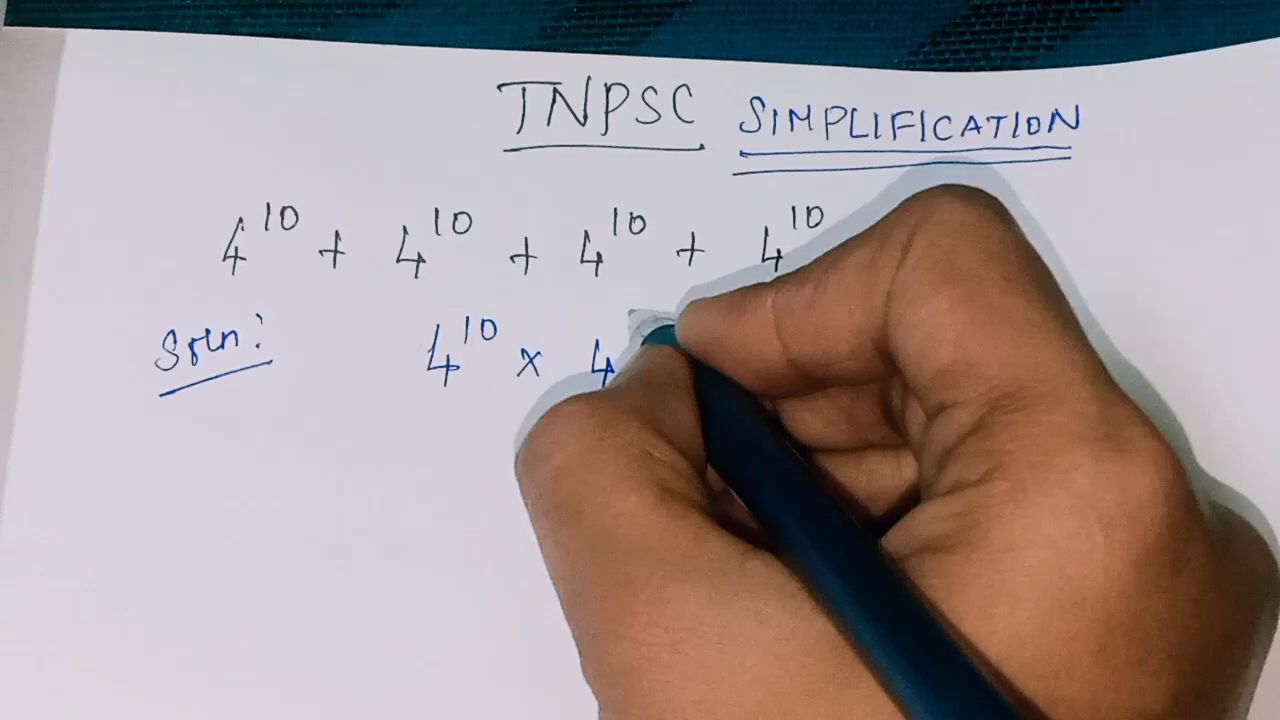 TNPSC SIMPLIFICATION
4¹⁰ + 4¹⁰ + 4¹⁰ + 4¹⁰
Soln: 4¹⁰ × 4